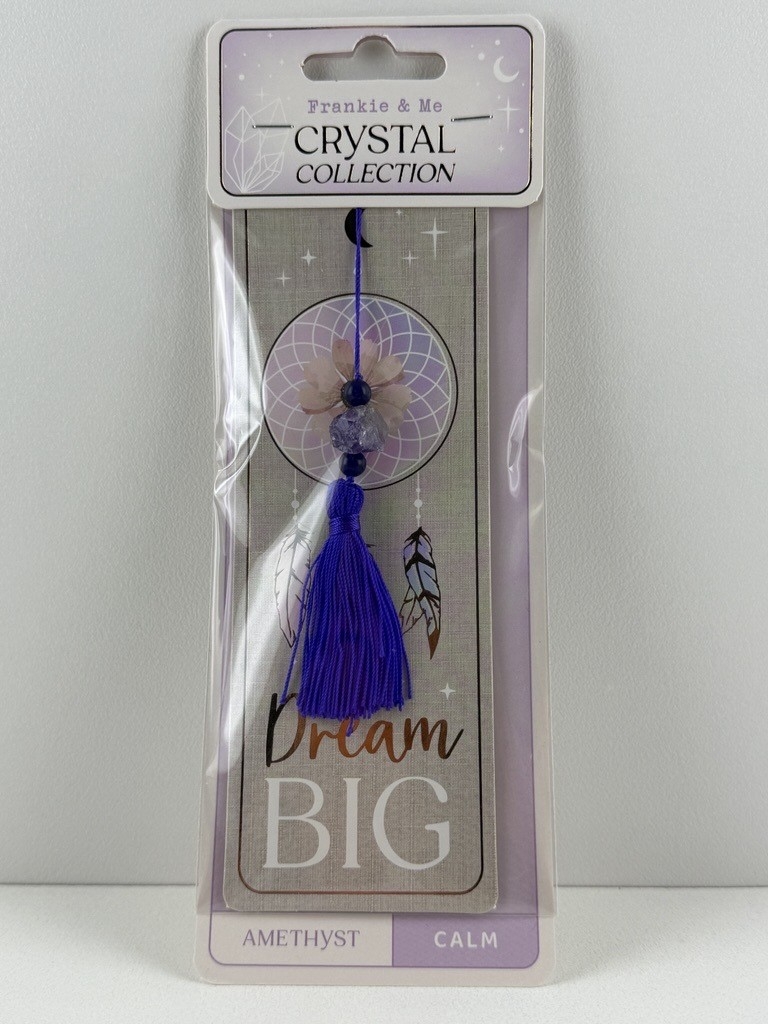 Frankie & Me
CRYSTAL
COLLECTION
Dream
BIG
AMETHYST CALM